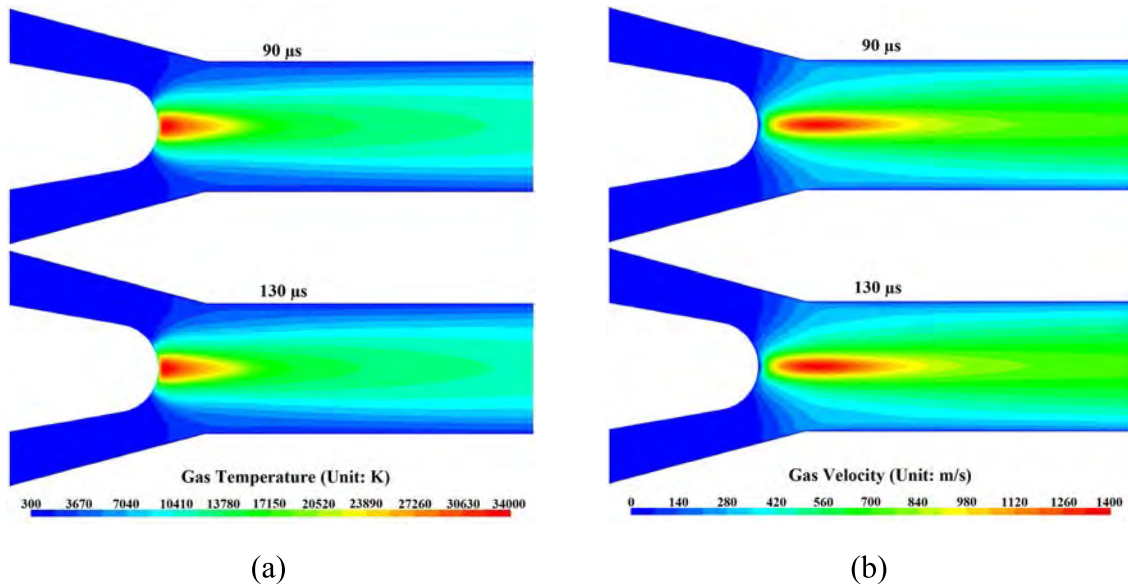 90 μs
130 μs
Gas Temperature (Unit: K)
300 3670 7040 10410 13780 17150 20520 23890 27260 30630 34000
(a)
90 μs
130 μs
Gas Velocity (Unit: m/s)
0 140 280 420 560 700 840 980 1120 1260 1400
(b)